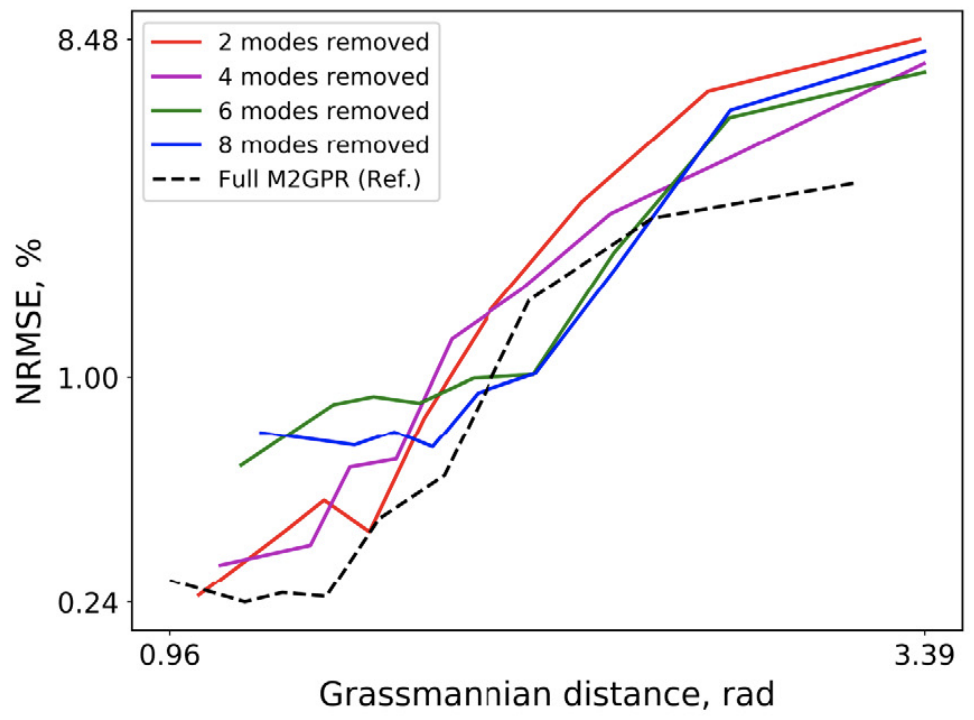 8.48
2 modes removed
4 modes removed
6 modes removed
8 modes removed
Full M2GPR (Ref.)
NRMSE, %
1.00
0.24
0.96
3.39
Grassmannian distance, rad